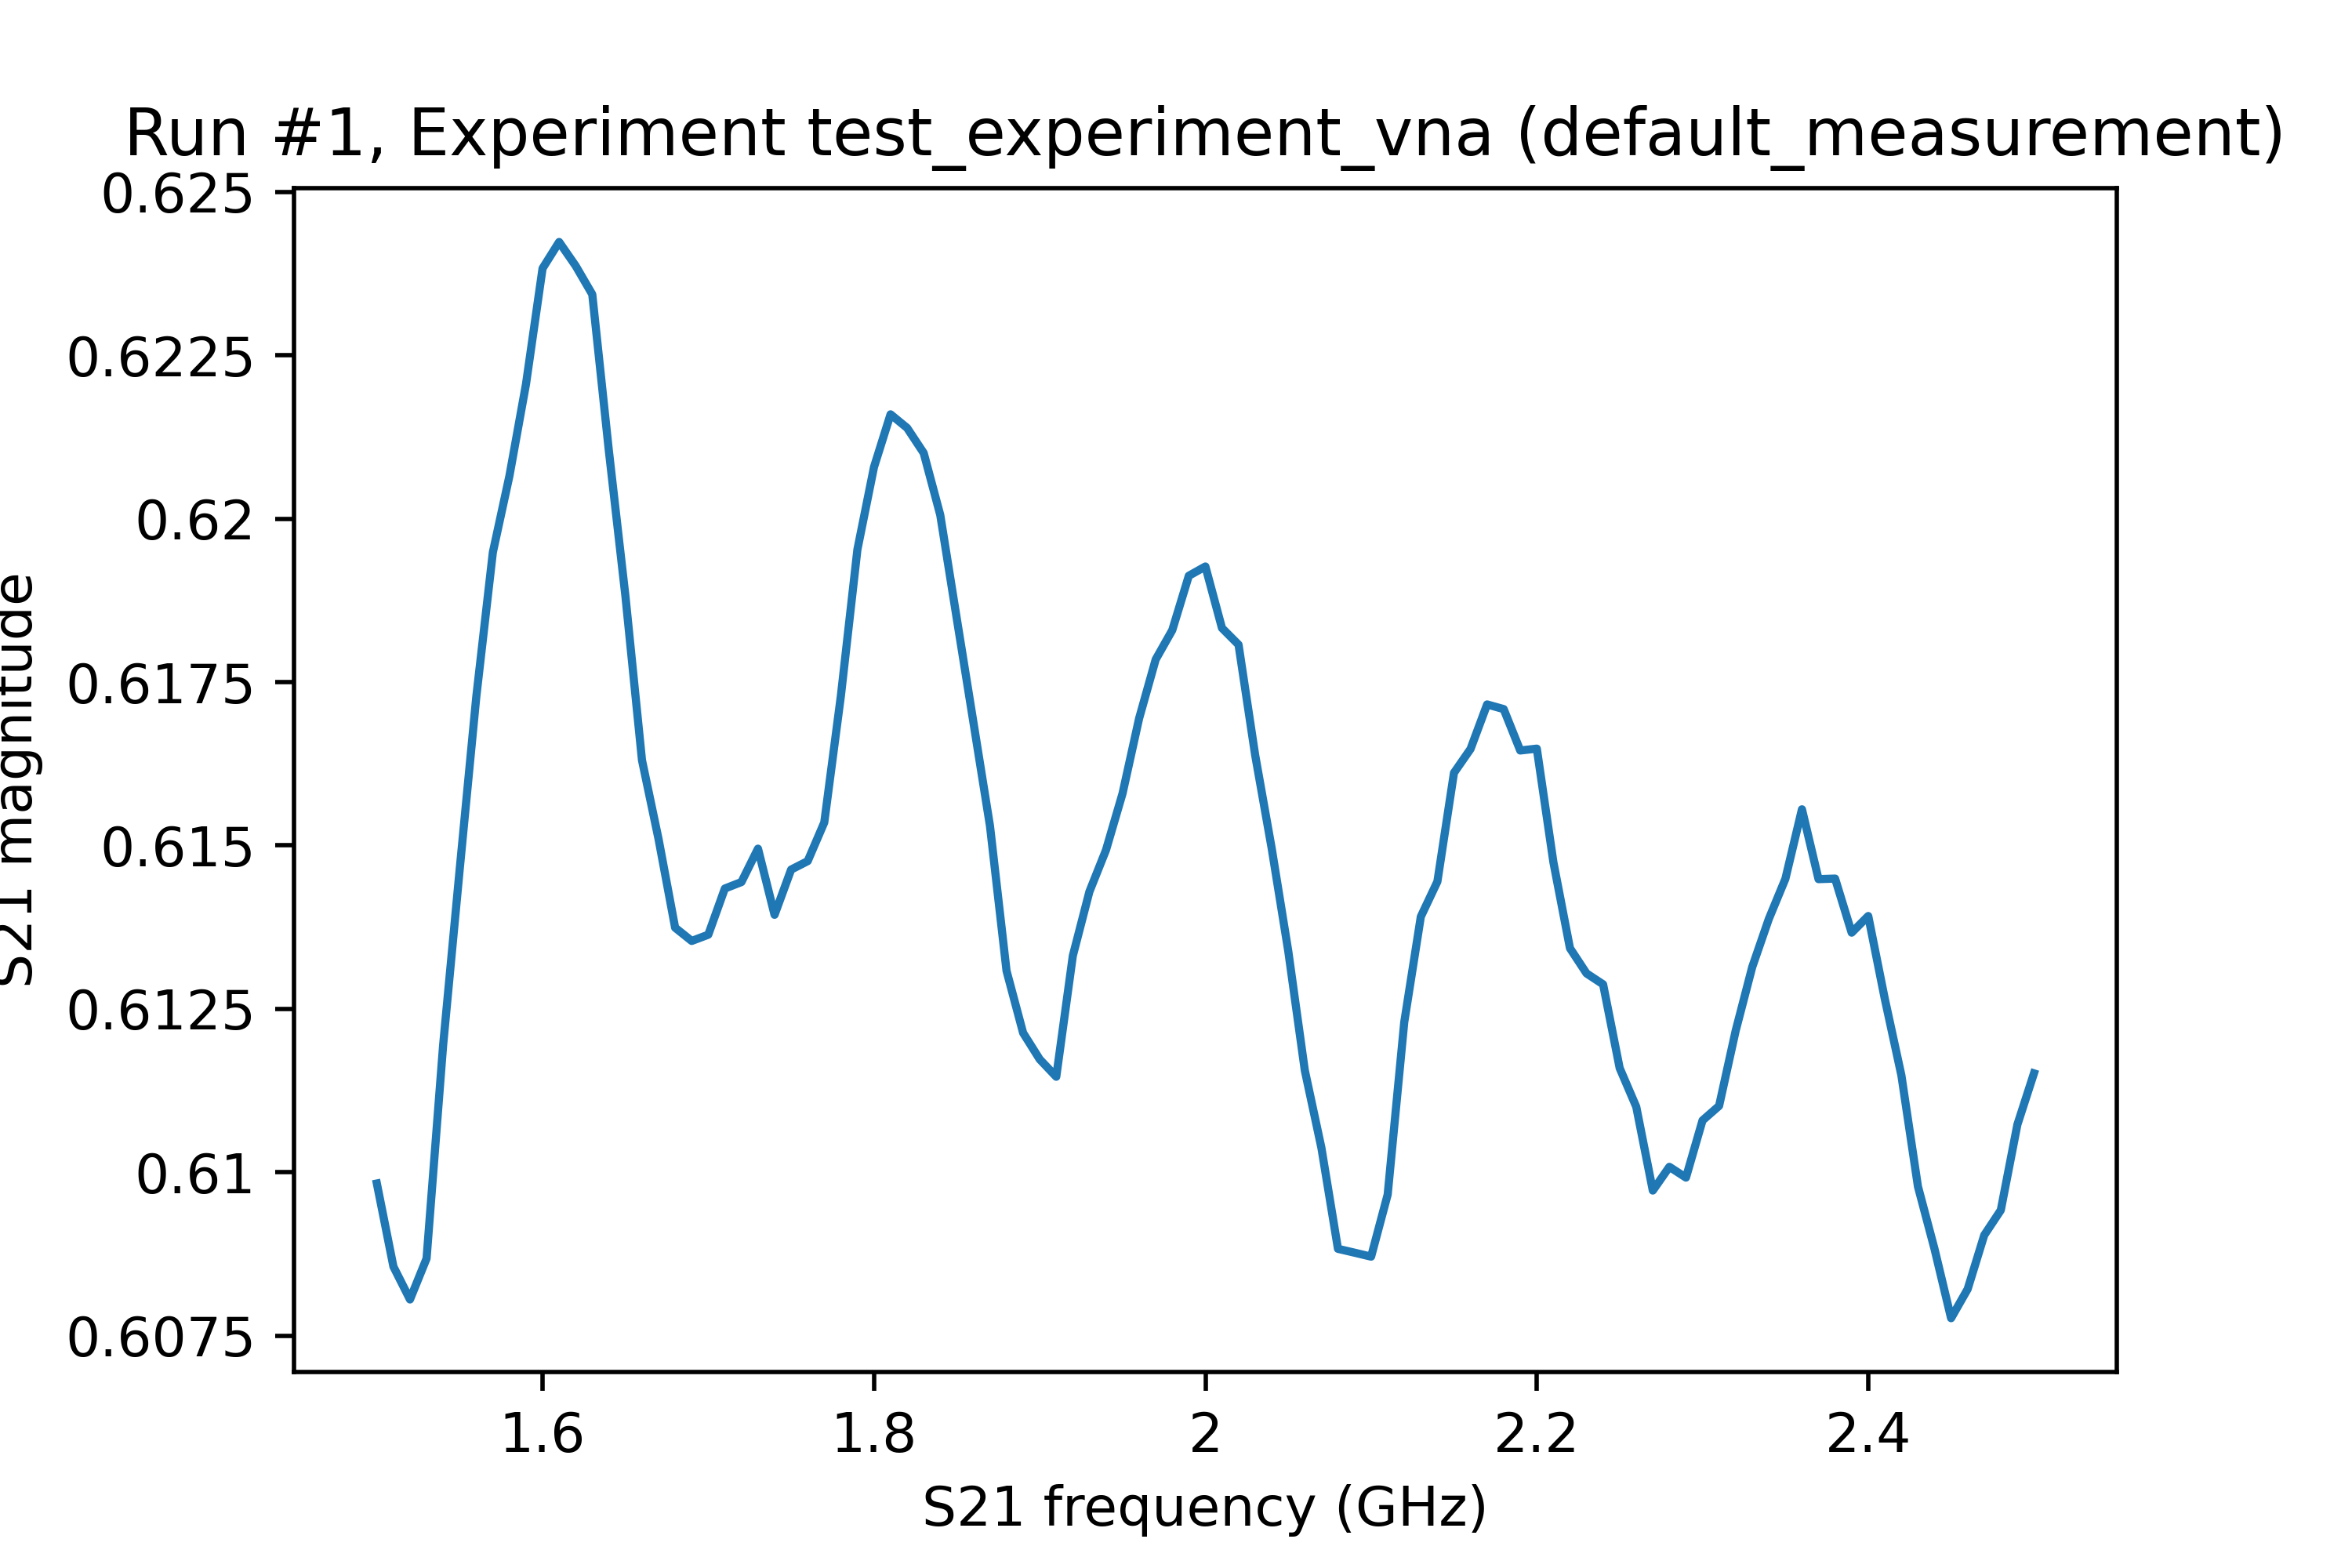 Run #1, Experiment test_experiment_vna (default_measurement)
0.625
0.6225
0.62
0.6175
0.615
0.6125
0.61
0.6075
S21 magnitude
1.6 1.8 2 2.2 2.4
S21 frequency (GHz)